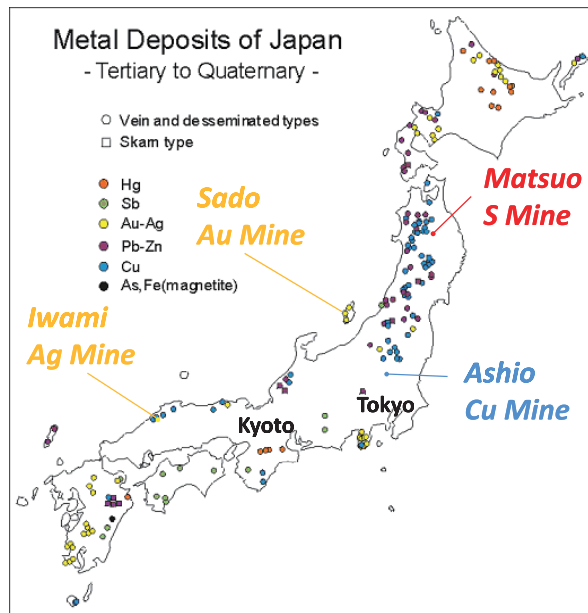 Metal Deposits of Japan
- Tertiary to Quaternary -
Vein and desseminated types
Skarn type
Hg
Sb
Au-Ag
Pb-Zn
Cu
As,Fe(magnetite)
Sado
Au Mine
Matsuo
S Mine
Iwami
Ag Mine
Ashio
Cu Mine
Kyoto
Tokyo